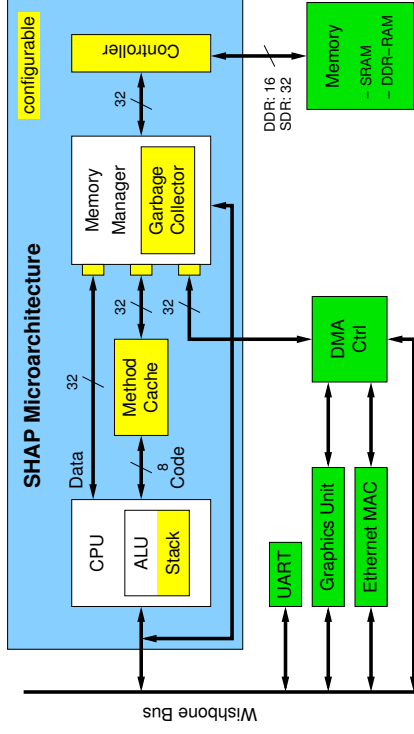 SHAP Microarchitecture
configurable
CPU
ALU
Stack
Data
32
8
Code
Method
Cache
32
32
Memory
Manager
Garbage
Collector
32
Controller
DDR: 16
SDR: 32
Memory
– SRAM
– DDR-RAM
DMA
Ctrl
UART
Graphics Unit
Ethernet MAC
Wishbone Bus